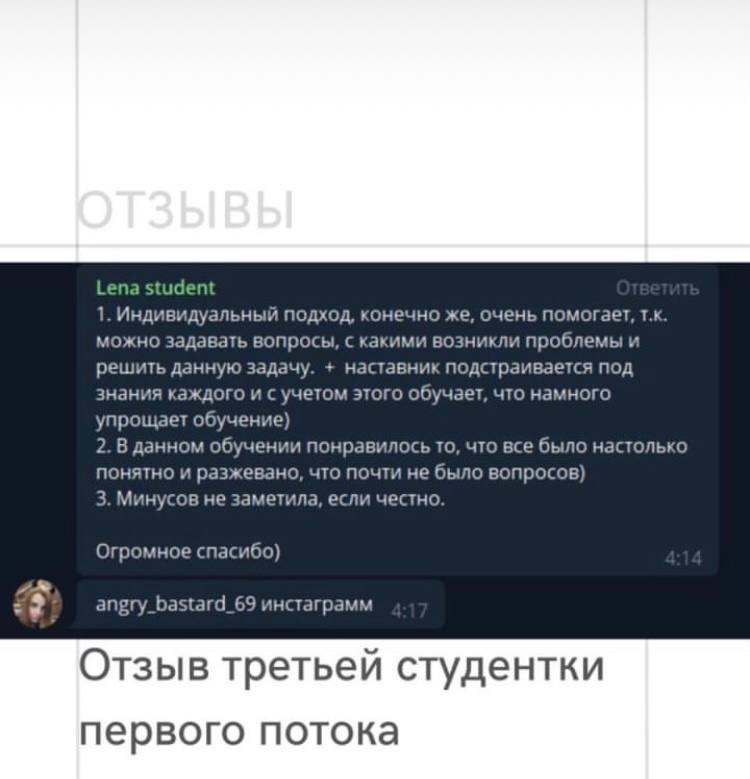 ОТЗЫВЫ
Lena student
Ответить
1. Индивидуальный подход, конечно же, очень помогает, т.к.
можно задавать вопросы, с какими возникли проблемы и
решить данную задачу. + наставник подстраивается под
знания каждого и с учетом этого обучает, что намного
упрощает обучение)
2. В данном обучении понравилось то, что все было настолько
понятно и разжевано, что почти не было вопросов)
3. Минусов не заметила, если честно.
Огромное спасибо)
4:14
angry_bastard_69 инстаграмм
4:17
Отзыв третьей студентки
первого потока